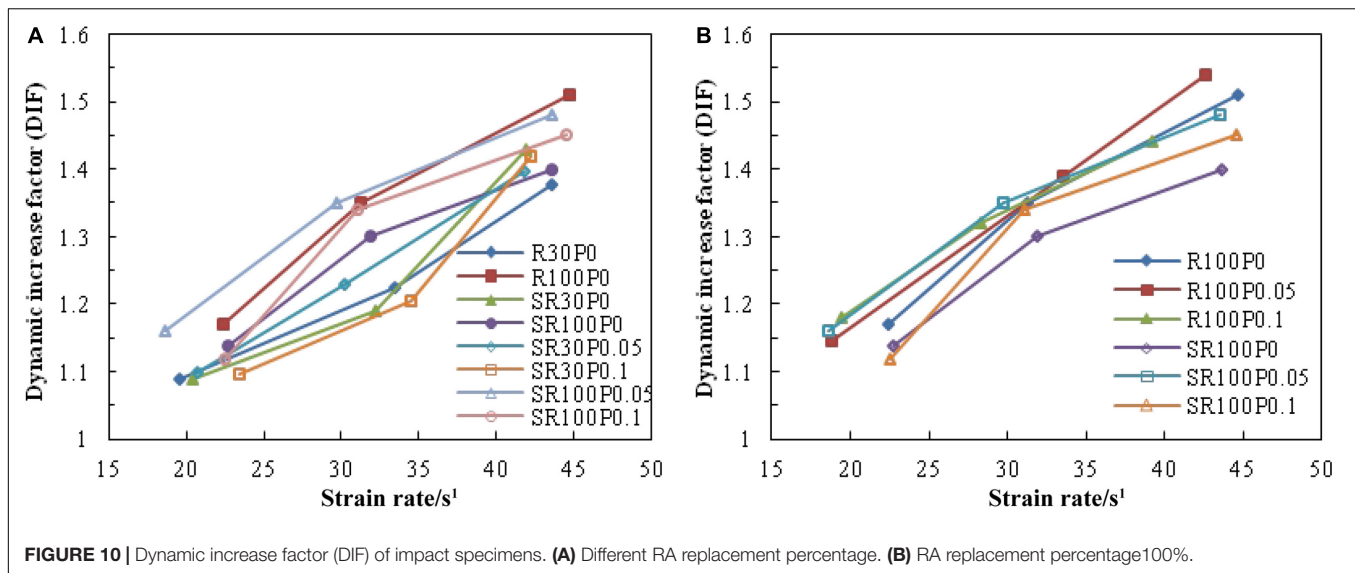 A
1.6
1.5
1.4
1.3
1.2
1.1
1
Dynamic increase factor (DIF)
R30P0
R100P0
SR30P0
SR100P0
SR30P0.05
SR30P0.1
SR100P0.05
SR100P0.1
15 20 25 30 35 40 45 50
Strain rate/s¹
B
1.6
1.5
1.4
1.3
1.2
1.1
1
Dynamic increase factor (DIF)
R100P0
R100P0.05
R100P0.1
SR100P0
SR100P0.05
SR100P0.1
15 20 25 30 35 40 45 50
Strain rate/s¹
FIGURE 10 | Dynamic increase factor (DIF) of impact specimens. (A) Different RA replacement percentage. (B) RA replacement percentage100%.